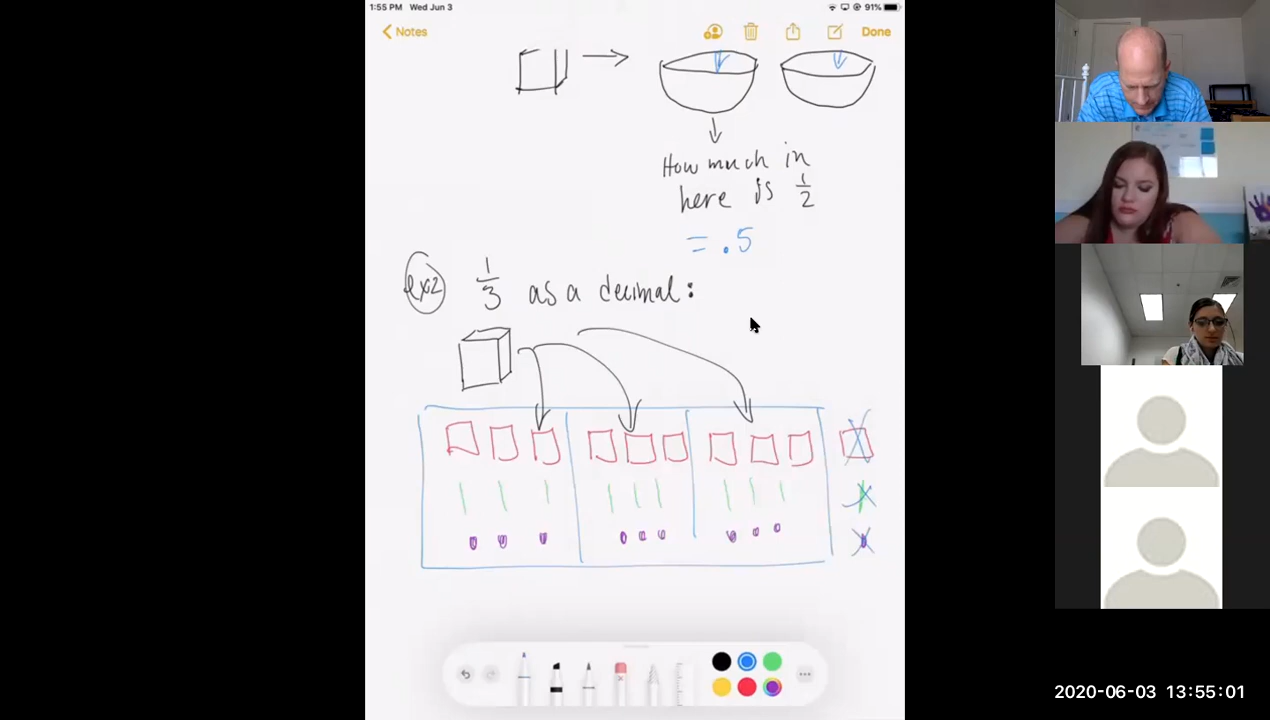 1:55 PM Wed Jun 3
91%
Notes
Done
How much in
here is 1/2
= .5
ex2 1/3 as a decimal:
2020-06-03 13:55:01